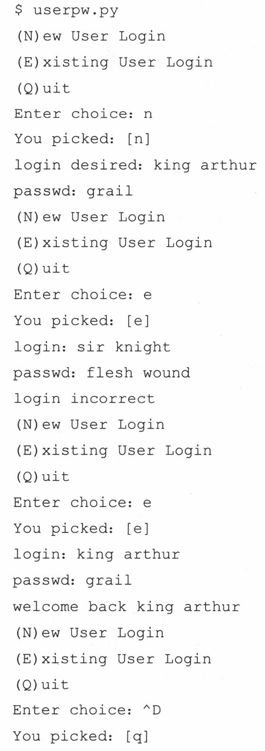 $ userpw.py
(N)ew User Login
(E)xisting User Login
(Q)uit
Enter choice: n
You picked: [n]
login desired: king arthur
passwd: grail
(N)ew User Login
(E)xisting User Login
(Q)uit
Enter choice: e
You picked: [e]
login: sir knight
passwd: flesh wound
login incorrect
(N)ew User Login
(E)xisting User Login
(Q)uit
Enter choice: e
You picked: [e]
login: king arthur
passwd: grail
welcome back king arthur
(N)ew User Login
(E)xisting User Login
(Q)uit
Enter choice: ^D
You picked: [q]